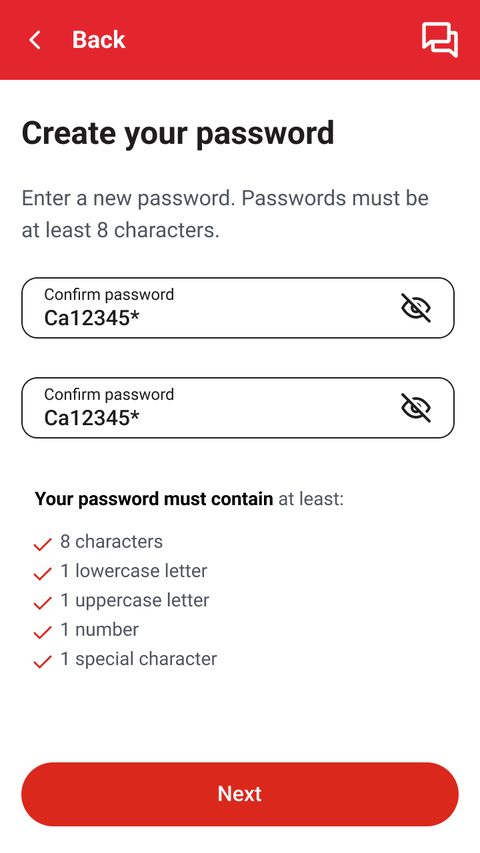 Back
Create your password
Enter a new password. Passwords must be
at least 8 characters.
Confirm password
Ca12345*
Confirm password
Ca12345*
Your password must contain at least:
8 characters
1 lowercase letter
1 uppercase letter
1 number
1 special character
Next